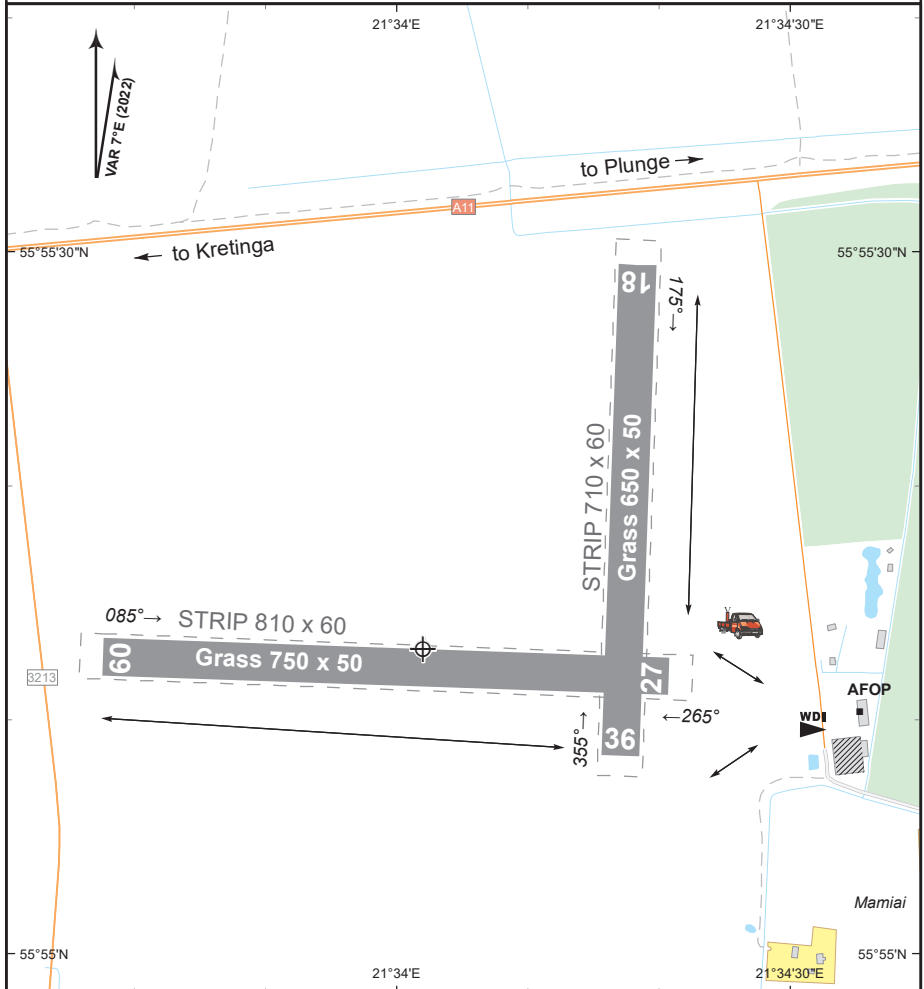 21°34'E
21°34'30"E
VAR 7°E (2022)
to Plunge
A11
to Kretinga
55°55'30"N
55°55'30"N
18
175°→
STRIP 710 x 60
Grass 650 x 50
085°→
STRIP 810 x 60
09
Grass 750 x 50
27
3213
AFOP
←265°
WDI
355°→
36
Mamiai
55°55'N
55°55'N
21°34'E
21°34'30"E